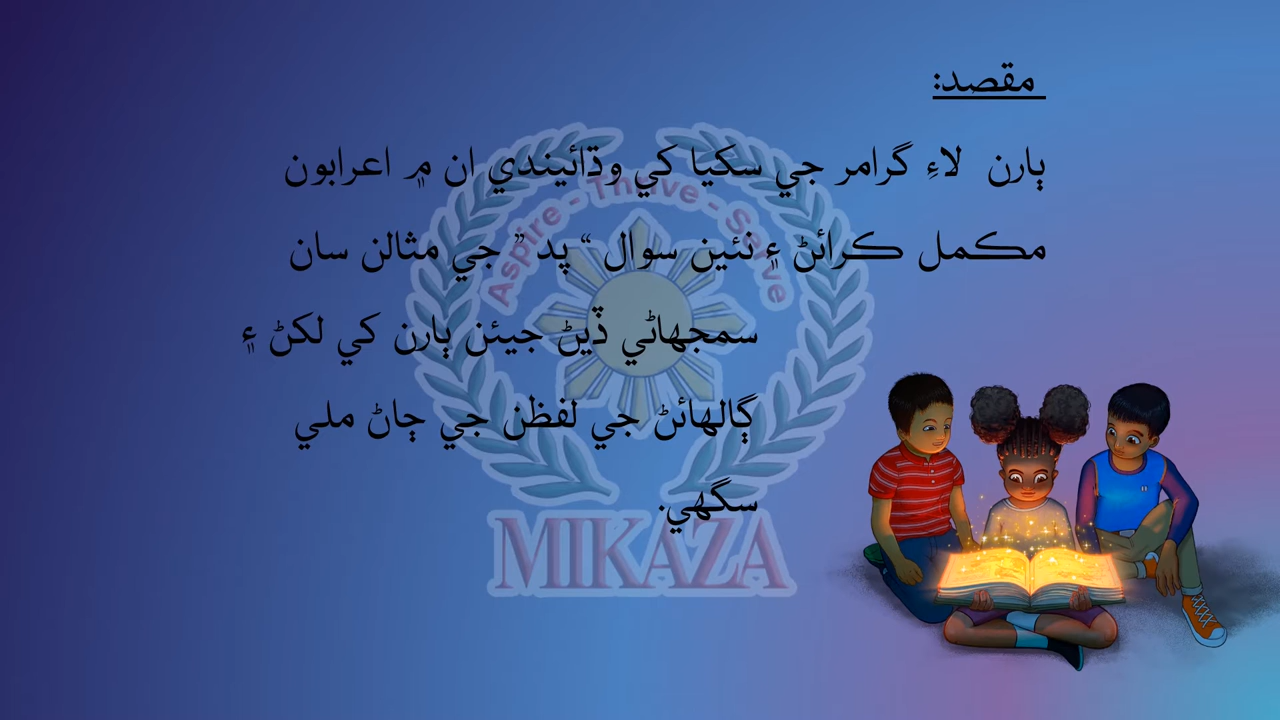 مقصد:
ٻارن لاءِ گرامر جي سکيا کي وڌائيندي ان ۾ اعرابون
مڪمل ڪرائڻ ۽ نئين سوال “ پد ” جي مثالن سان
سمجهاڻي ڏيڻ جيئن ٻارن کي لکڻ ۽
ڳالهائڻ جي لفظن جي ڄاڻ ملي
سگهي.
Aspire - Thrive - Serve
MIKAZA